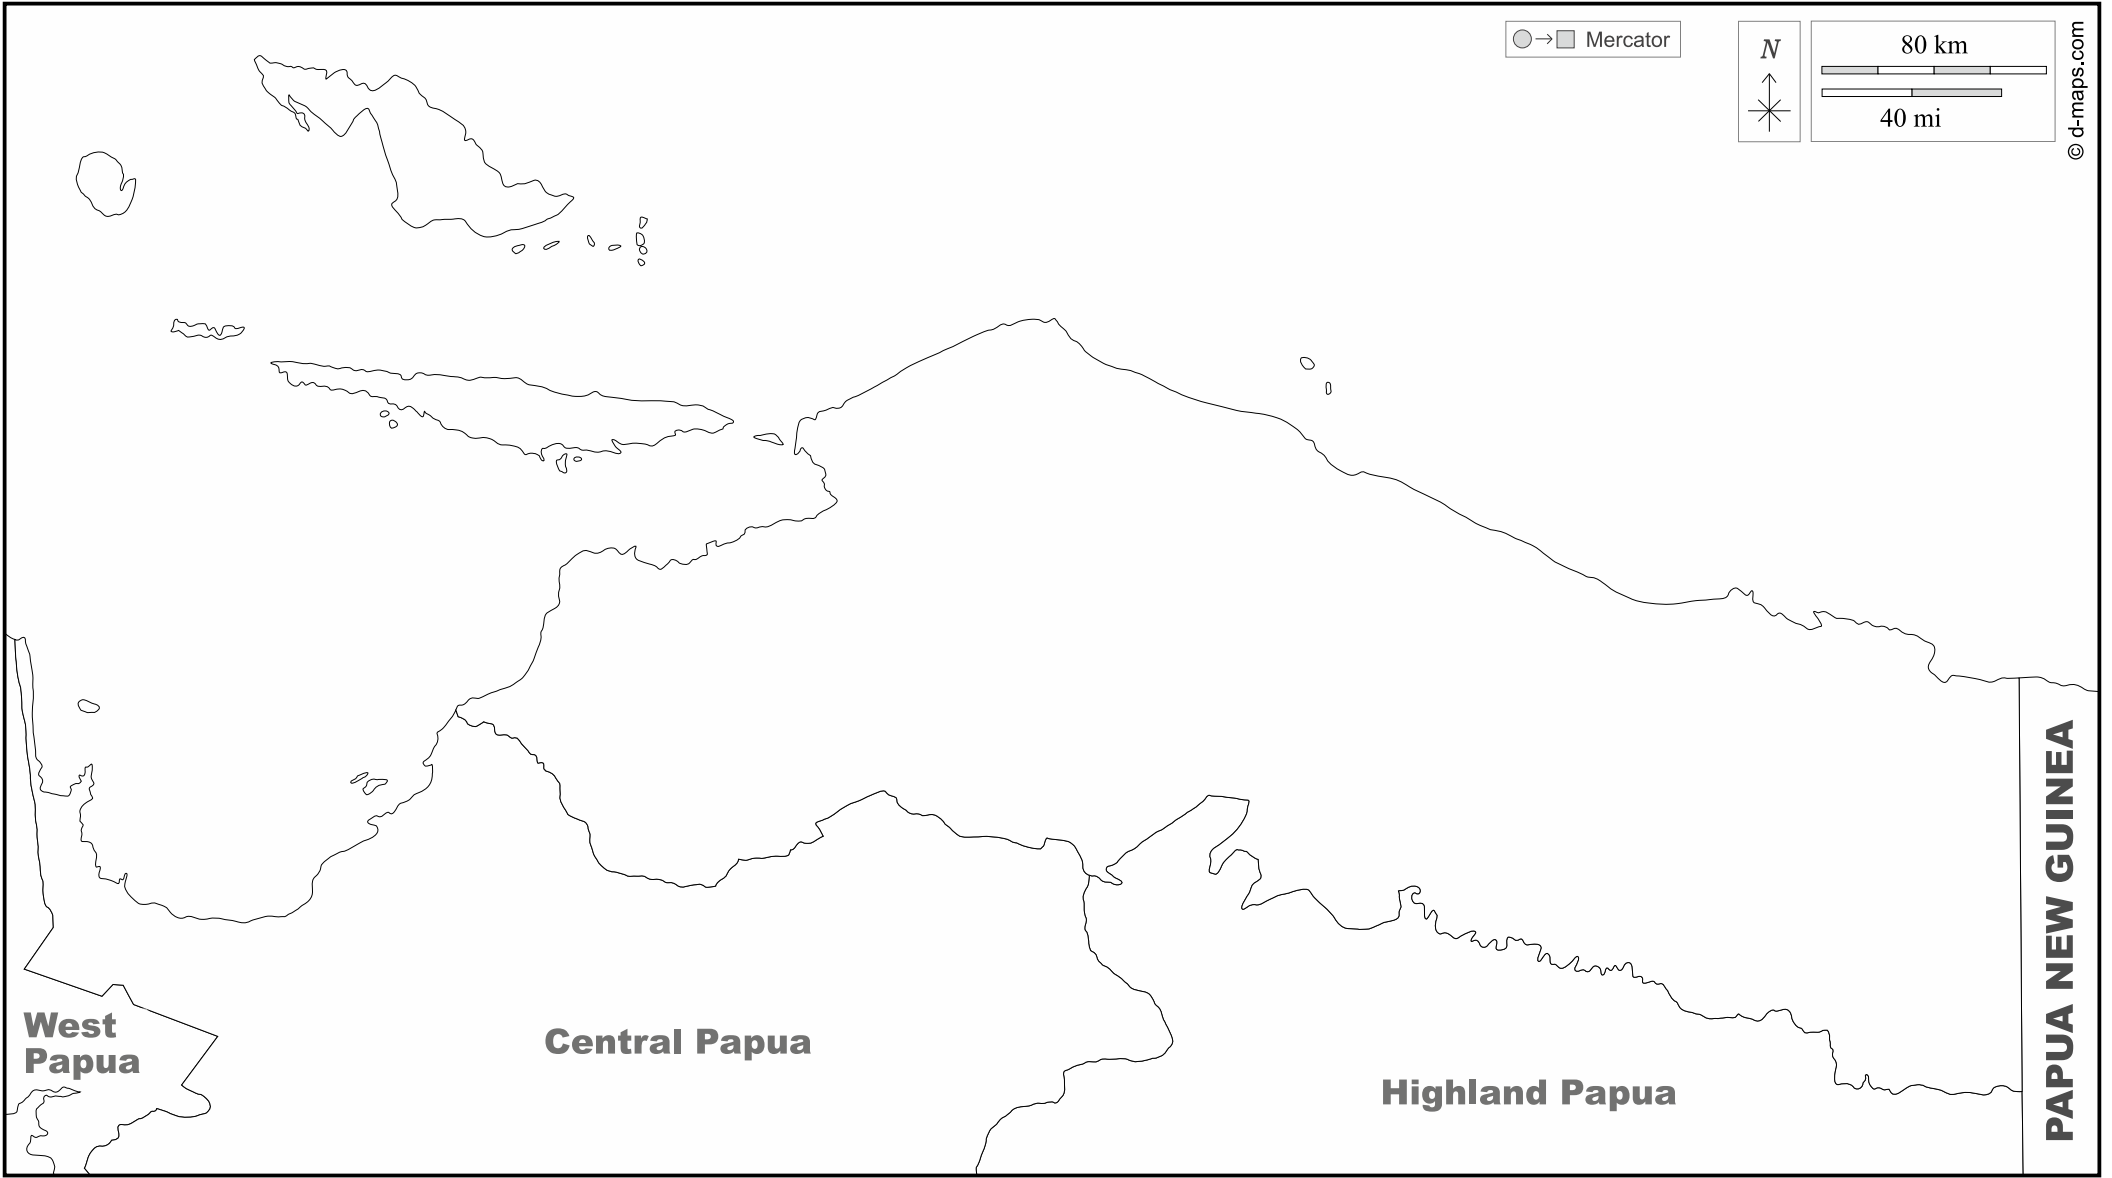 Mercator
N
80 km
40 mi
© d-maps.com
PAPUA NEW GUINEA
West
Papua
Central Papua
Highland Papua